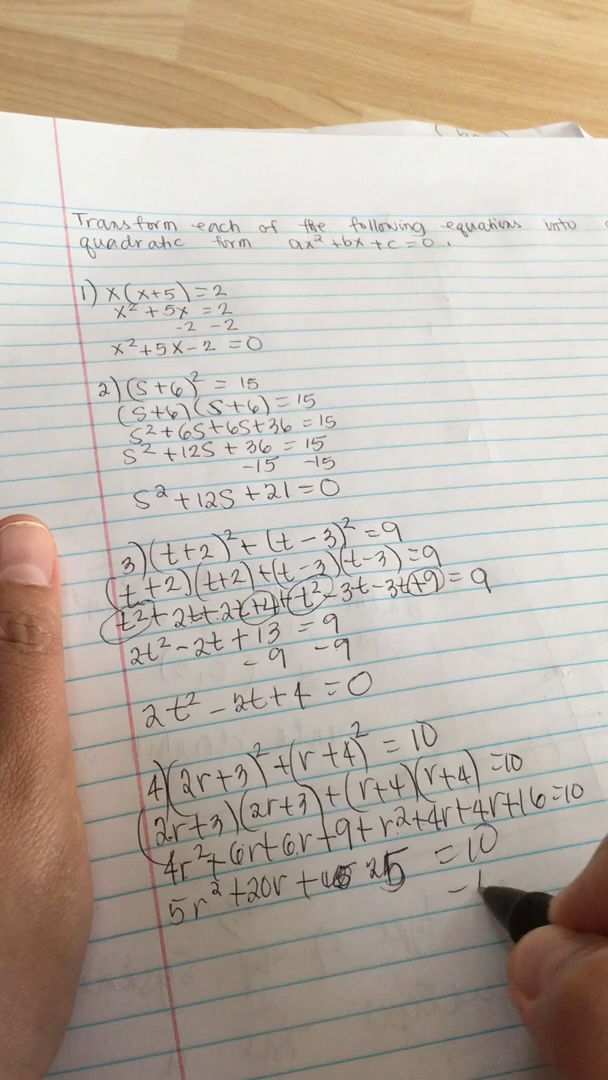 Transform each of the following equations into
quadratic form ax² + bx + c = 0.
1) x(x+5) = 2
x² + 5x = 2
-2 -2
x² + 5x - 2 = 0
2) (s+6)² = 15
(s+6)(s+6) = 15
s² + 6s + 6s + 36 = 15
s² + 12s + 36 = 15
-15 -15
s² + 12s + 21 = 0
3) (t+2)² + (t-3)² = 9
(t+2)(t+2) + (t-3)(t-3) = 9
t² + 2t + 2t + 4 + t² - 3t - 3t + 9 = 9
2t² - 2t + 13 = 9
-9 -9
2t² - 2t + 4 = 0
4) (2r+3)² + (r+4)² = 10
(2r+3)(2r+3) + (r+4)(r+4) = 10
4r² + 6r + 6r + 9 + r² + 4r + 4r + 16 = 10
5r² + 20r + 25 = 10
-1